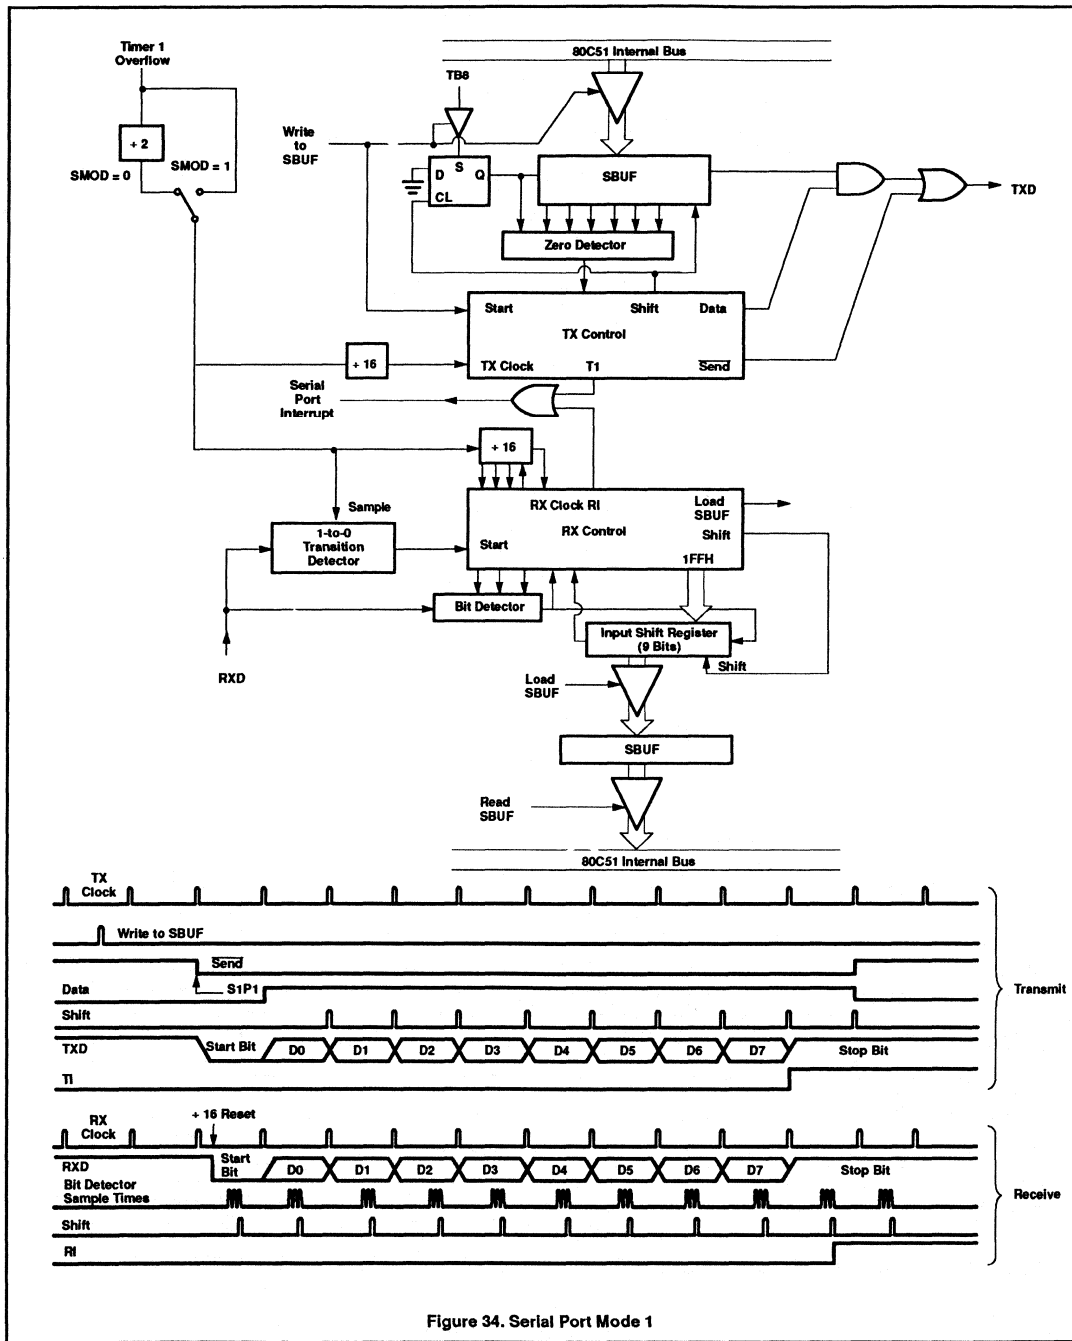 Timer 1
Overflow
80C51 Internal Bus
TB8
÷ 2
Write
to
SBUF
SMOD = 1
SMOD = 0
D
S
Q
CL
SBUF
TXD
Zero Detector
Start
Shift
Data
TX Control
÷ 16
TX Clock
T1
Send
Serial
Port
Interrupt
÷ 16
Sample
RX Clock RI
Load
SBUF
RX Control
Shift
1-to-0
Transition
Detector
Start
1FFH
Bit Detector
Input Shift Register
(9 Bits)
Shift
RXD
Load
SBUF
SBUF
Read
SBUF
80C51 Internal Bus
TX
Clock
Write to SBUF
Send
Data
S1P1
Transmit
Shift
TXD
Start Bit
D0
D1
D2
D3
D4
D5
D6
D7
Stop Bit
TI
÷ 16 Reset
RX
Clock
RXD
Start
Bit
D0
D1
D2
D3
D4
D5
D6
D7
Stop Bit
Bit Detector
Sample Times
Receive
Shift
RI
Figure 34. Serial Port Mode 1